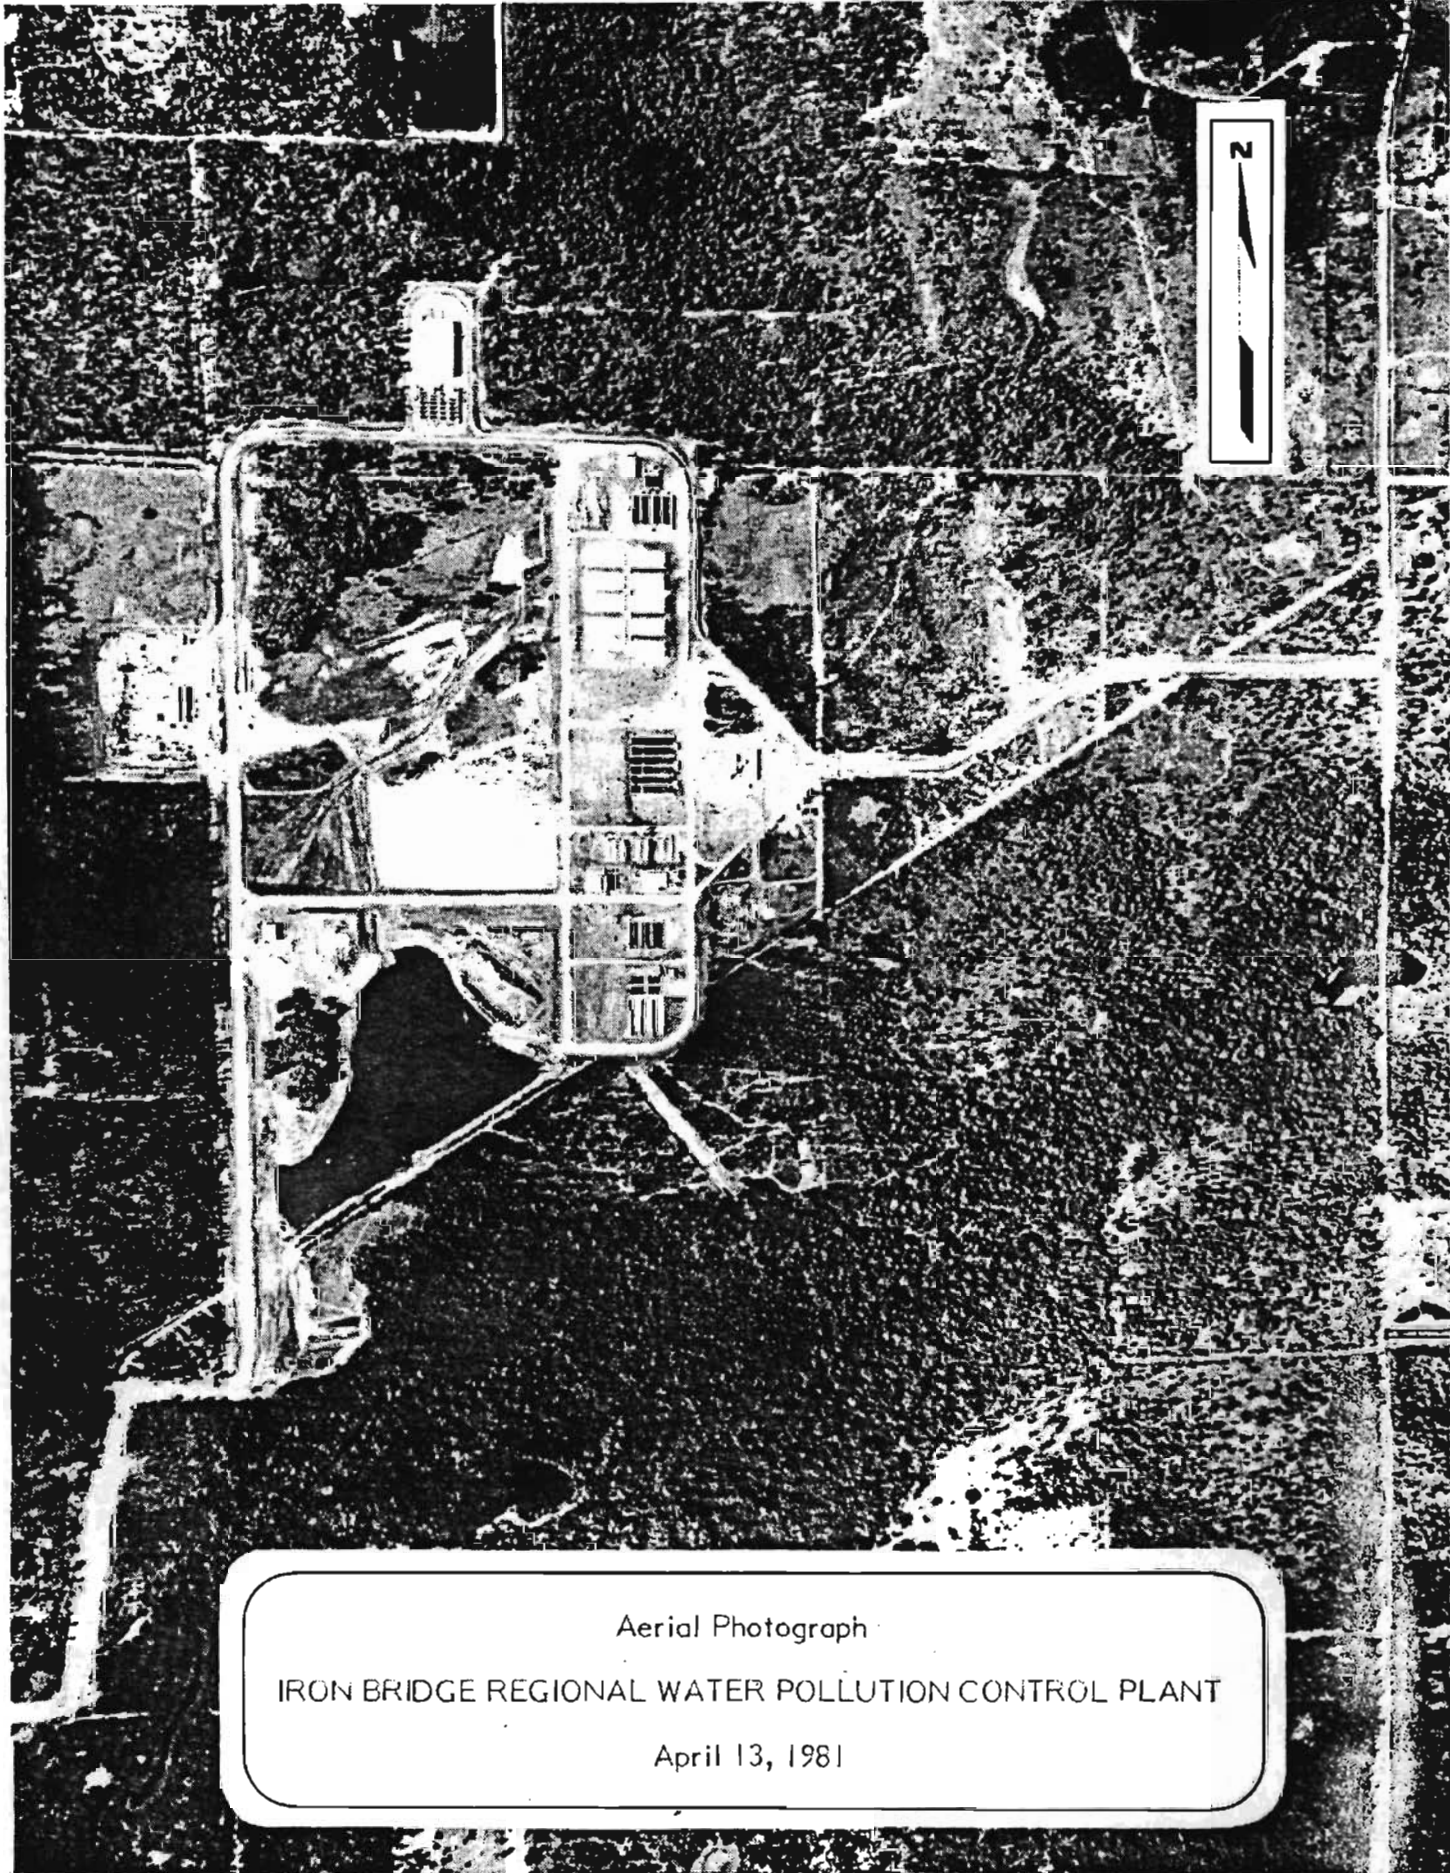 N
Aerial Photograph
IRON BRIDGE REGIONAL WATER POLLUTION CONTROL PLANT
April 13, 1981